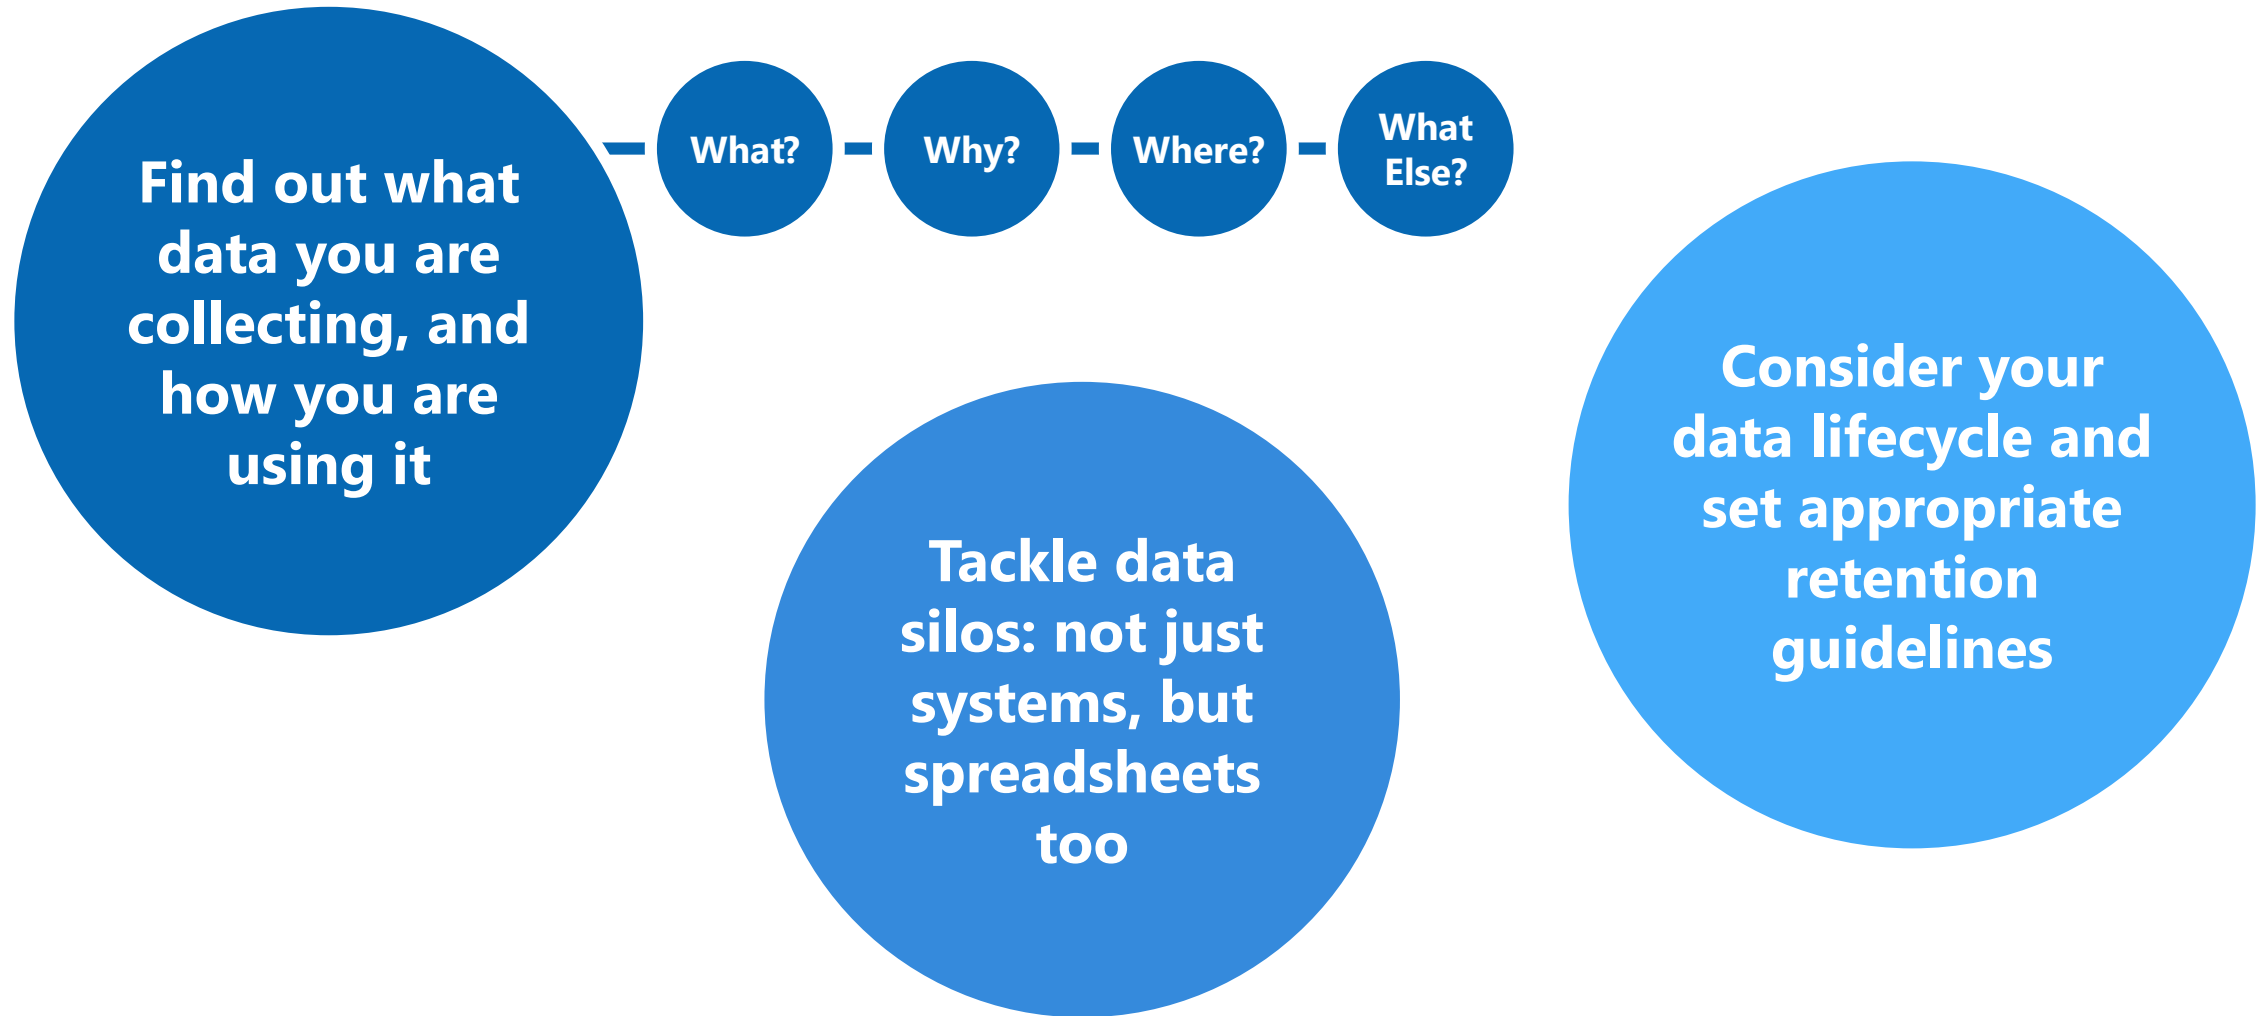 Find out what
data you are
collecting, and
how you are
using it
What?
Why?
Where?
What
Else?
Tackle data
silos: not just
systems, but
spreadsheets
too
Consider your
data lifecycle and
set appropriate
retention
guidelines